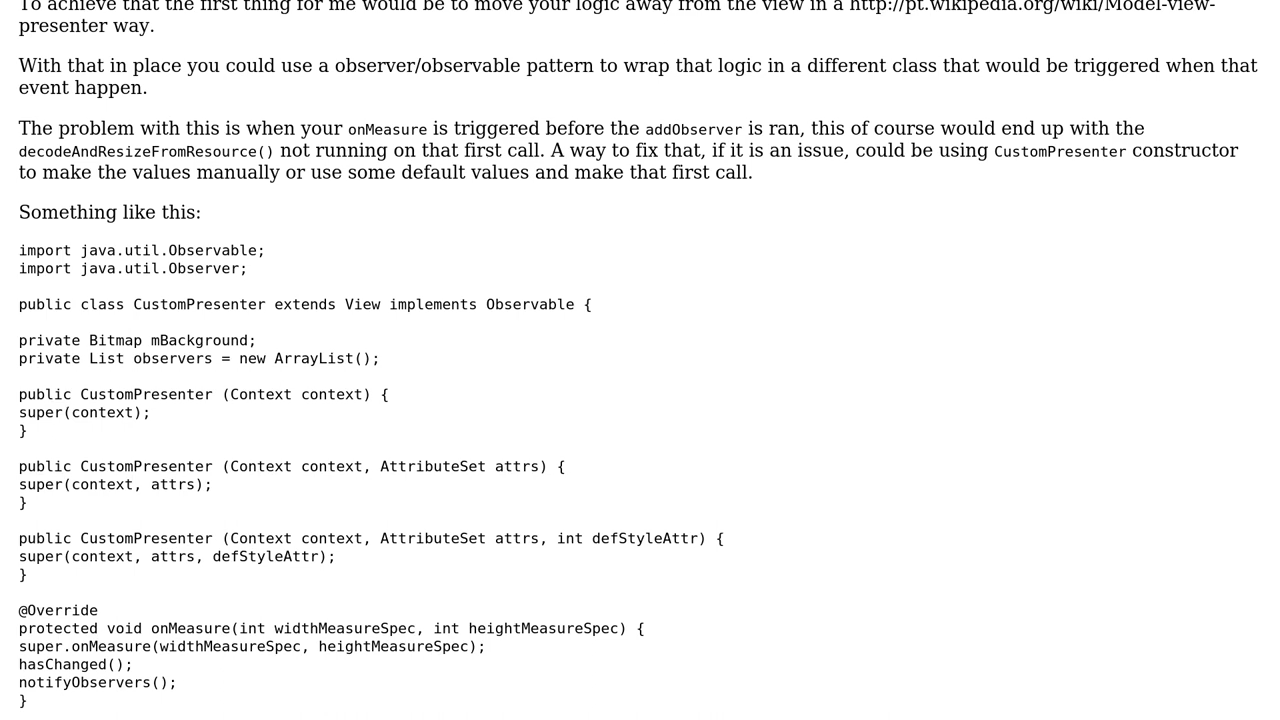 To achieve that the first thing for me would be to move your logic away from the view in a http://pt.wikipedia.org/wiki/Model-view-
presenter way.
With that in place you could use a observer/observable pattern to wrap that logic in a different class that would be triggered when that
event happen.
The problem with this is when your onMeasure is triggered before the addObserver is ran, this of course would end up with the
decodeAndResizeFromResource() not running on that first call. A way to fix that, if it is an issue, could be using CustomPresenter constructor
to make the values manually or use some default values and make that first call.
Something like this:
import java.util.Observable;
import java.util.Observer;
public class CustomPresenter extends View implements Observable {
private Bitmap mBackground;
private List observers = new ArrayList();
public CustomPresenter (Context context) {
super(context);
}
public CustomPresenter (Context context, AttributeSet attrs) {
super(context, attrs);
}
public CustomPresenter (Context context, AttributeSet attrs, int defStyleAttr) {
super(context, attrs, defStyleAttr);
}
@Override
protected void onMeasure(int widthMeasureSpec, int heightMeasureSpec) {
super.onMeasure(widthMeasureSpec, heightMeasureSpec);
hasChanged();
notifyObservers();
}